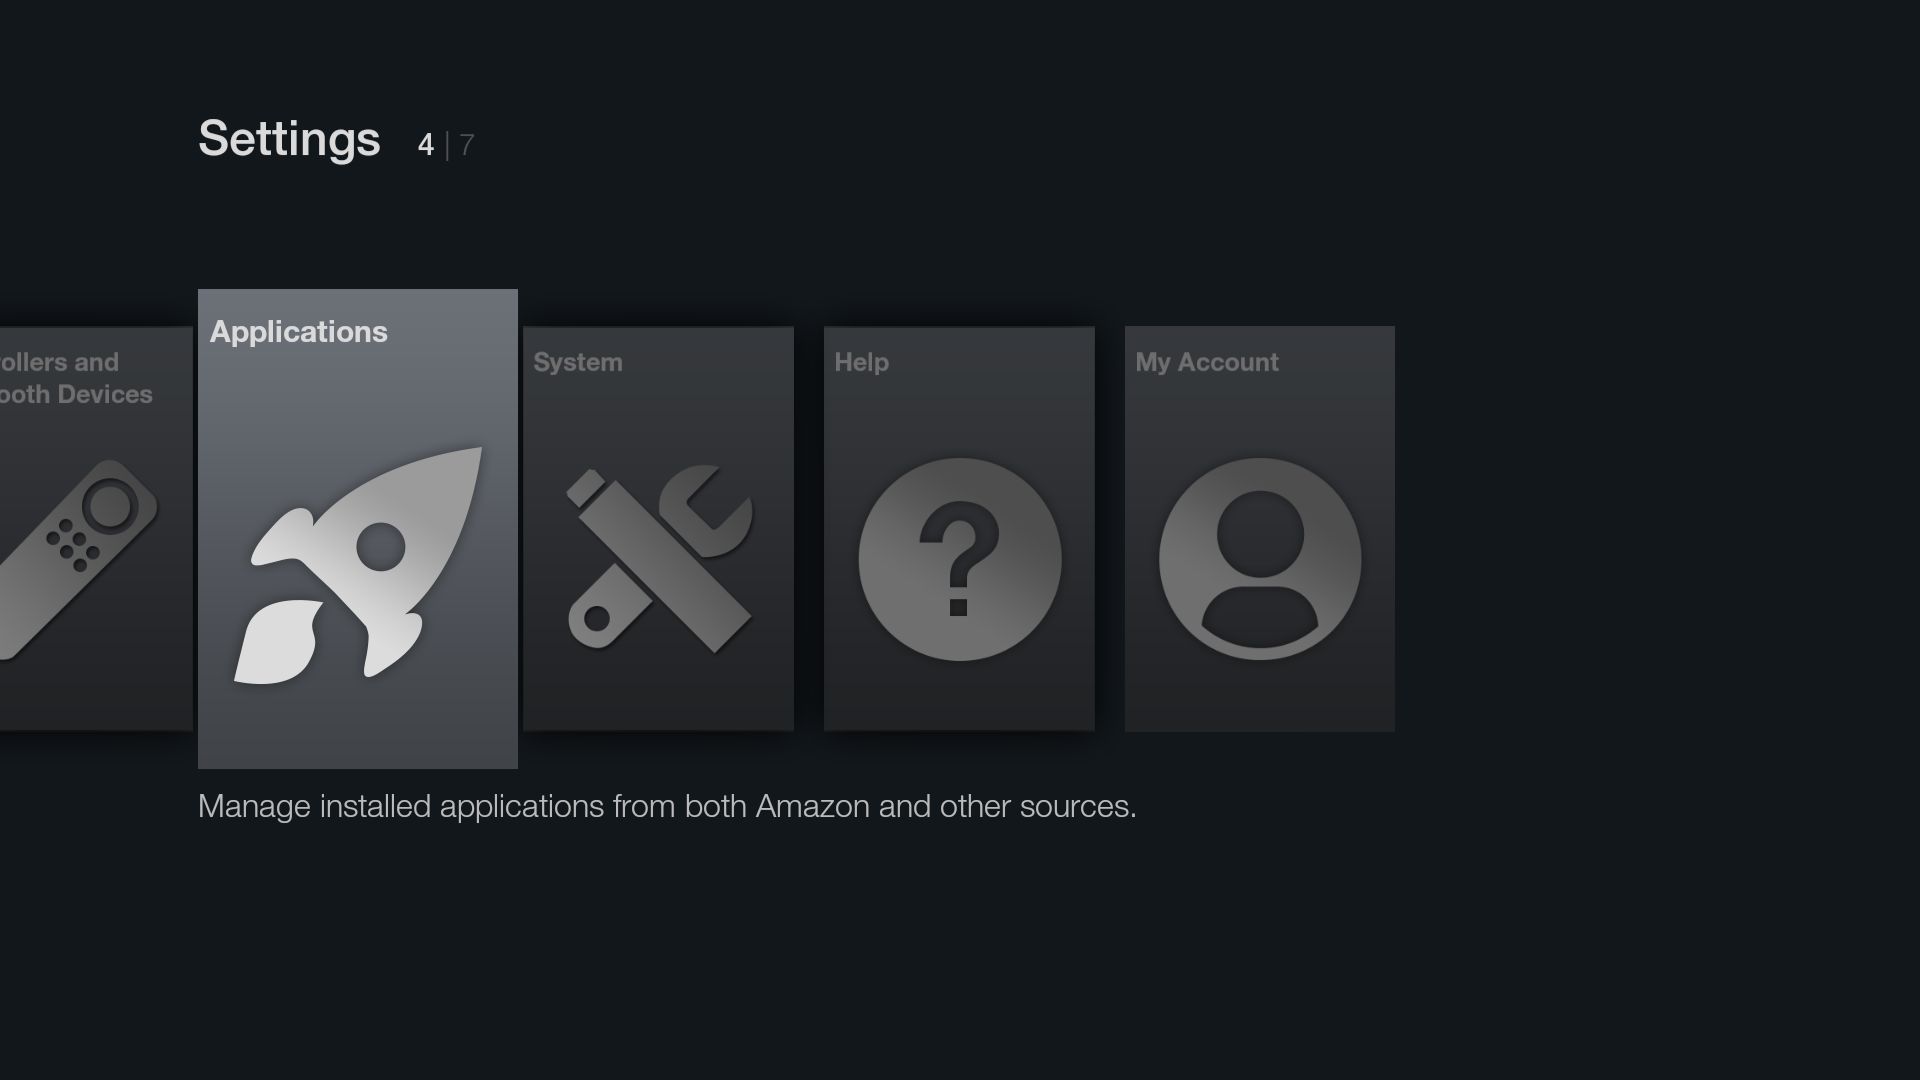 Settings 4 | 7
ollers and
ooth Devices
Applications
System
Help
My Account
Manage installed applications from both Amazon and other sources.